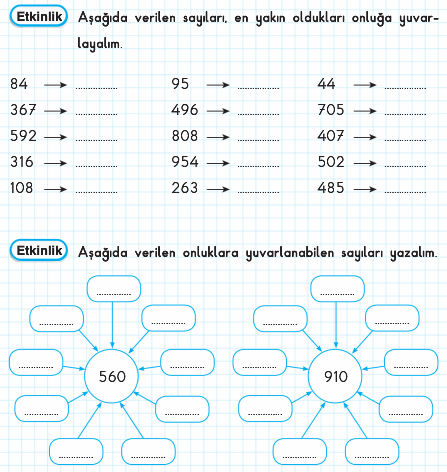 Etkinlik Aşağıda verilen sayıları, en yakın oldukları onluğa yuvar-
layalım.
84 → .............. 95 → .............. 44 → ..............
367 → .............. 496 → .............. 705 → ..............
592 → .............. 808 → .............. 407 → ..............
316 → .............. 954 → .............. 502 → ..............
108 → .............. 263 → .............. 485 → ..............
Etkinlik Aşağıda verilen onluklara yuvarlanabilen sayıları yazalım.
560 910